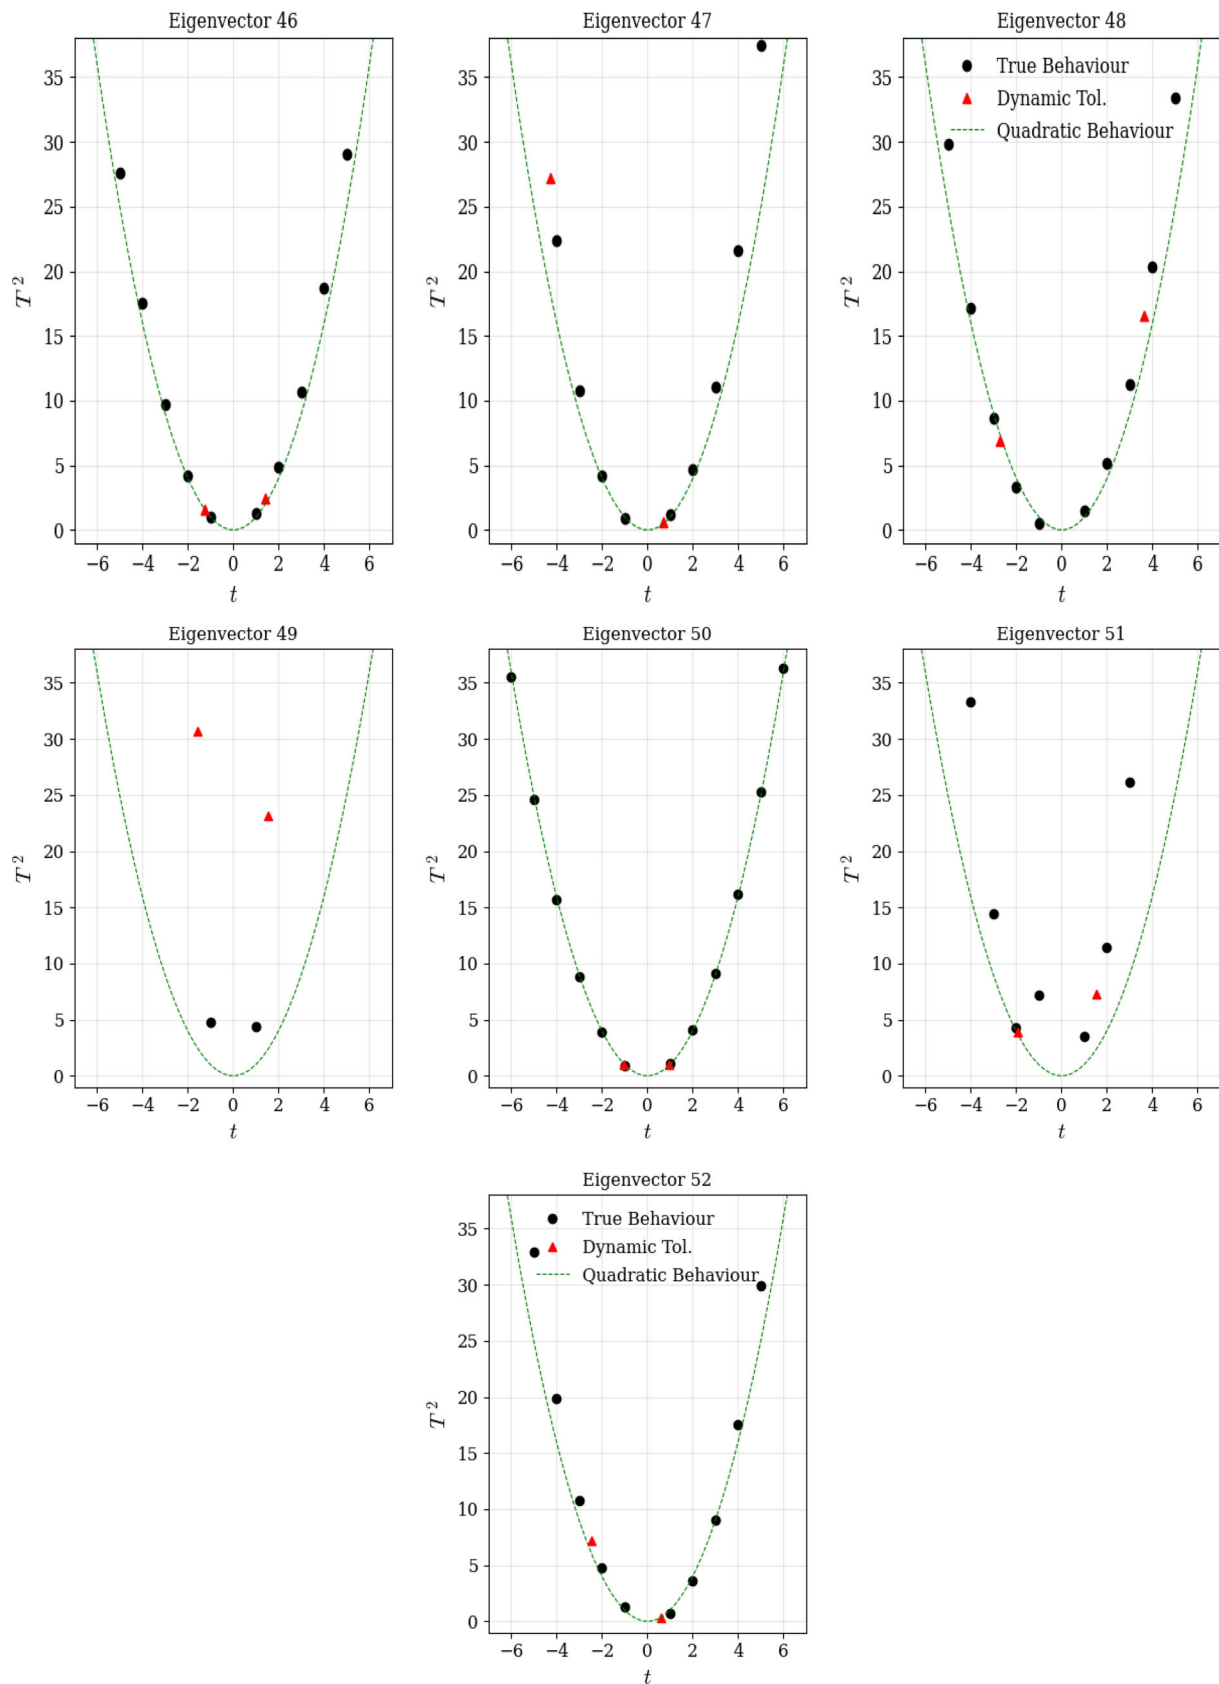 Eigenvector 46 Eigenvector 47 Eigenvector 48
35 35 35 True Behaviour
Dynamic Tol.
30 30 30 Quadratic Behaviour
25 25 25
20 20 20
T² T² T²
15 15 15
10 10 10
5 5 5
0 0 0
−6 −4 −2 0 2 4 6 −6 −4 −2 0 2 4 6 −6 −4 −2 0 2 4 6
t t t
Eigenvector 49 Eigenvector 50 Eigenvector 51
35 35 35
30 30 30
25 25 25
20 20 20
T² T² T²
15 15 15
10 10 10
5 5 5
0 0 0
−6 −4 −2 0 2 4 6 −6 −4 −2 0 2 4 6 −6 −4 −2 0 2 4 6
t t t
Eigenvector 52
True Behaviour
35
Dynamic Tol.
Quadratic Behaviour
30
25
20
T²
15
10
5
0
−6 −4 −2 0 2 4 6
t